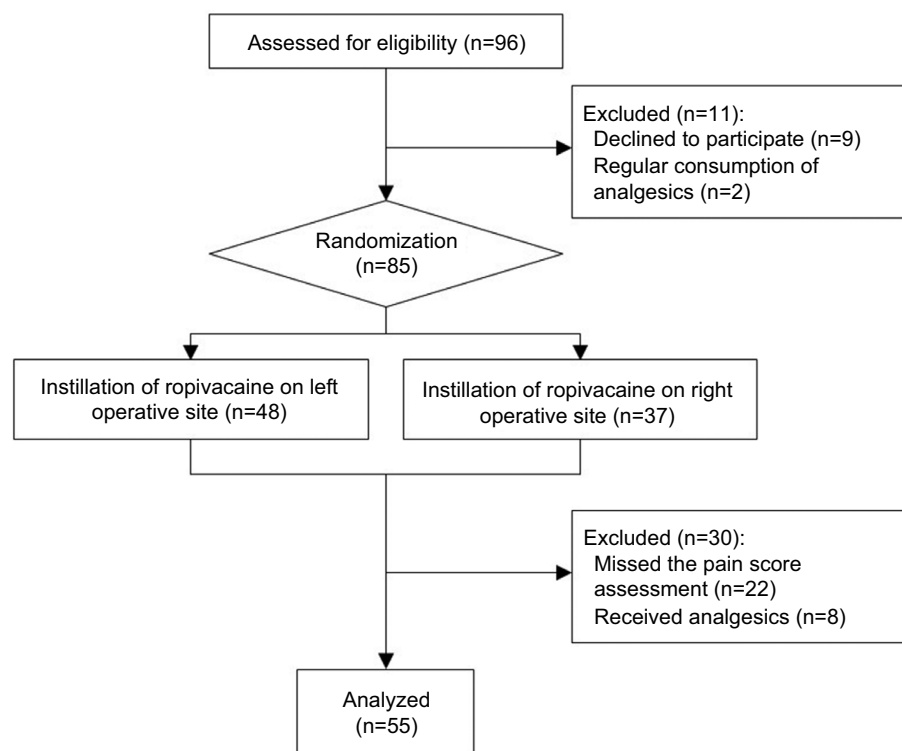 Assessed for eligibility (n=96)
Excluded (n=11):
Declined to participate (n=9)
Regular consumption of
analgesics (n=2)
Randomization
(n=85)
Instillation of ropivacaine on left
operative site (n=48)
Instillation of ropivacaine on right
operative site (n=37)
Excluded (n=30):
Missed the pain score
assessment (n=22)
Received analgesics (n=8)
Analyzed
(n=55)